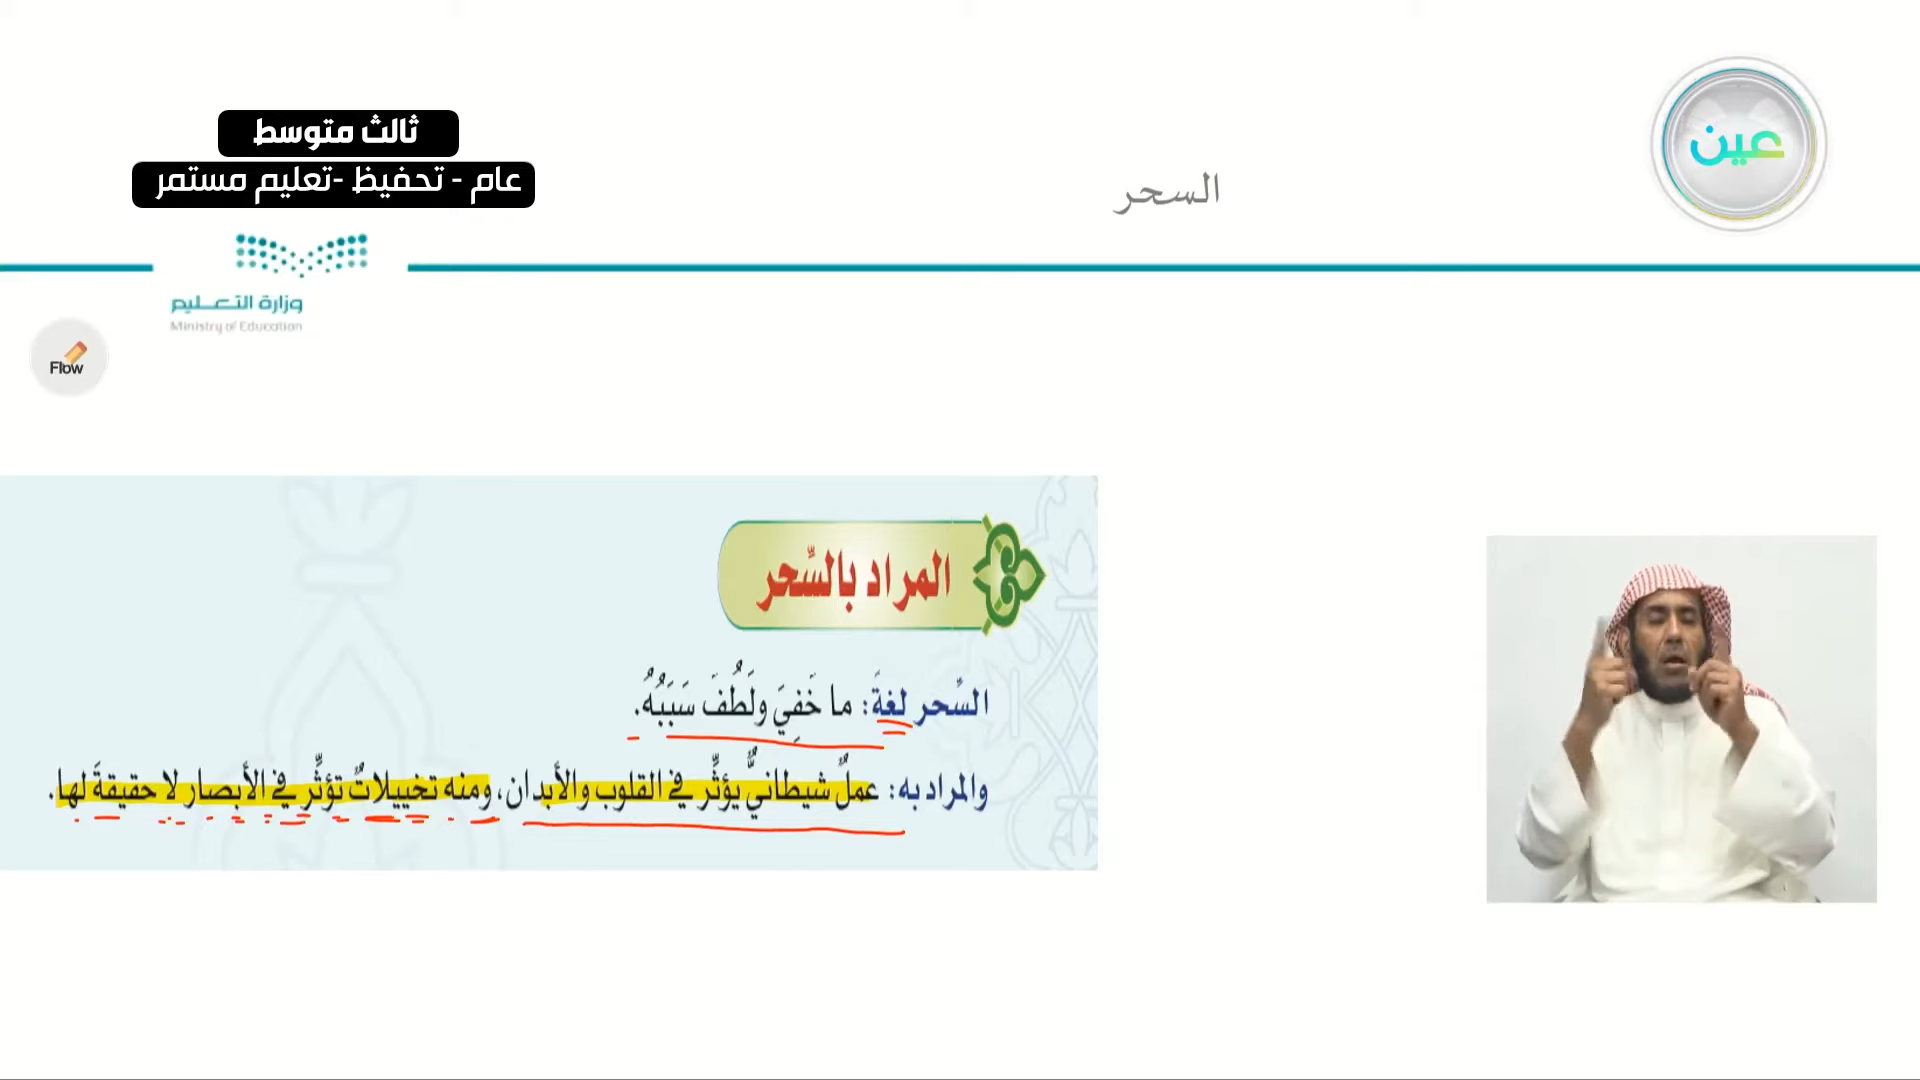 ثالث متوسط
عام - تحفيظ -تعليم مستمر
السحر
عين
وزارة التعـليم
Ministry of Education
Flow
المراد بالسِّحر
السِّحر لغةً: ما خَفِيَ ولَطُفَ سَبَبُهُ.
والمراد به: عملٌ شيطانيٌّ يؤثِّر في القلوب والأبدان، ومنه تخييلاتٌ تؤثِّر في الأبصار لا حقيقةَ لها.